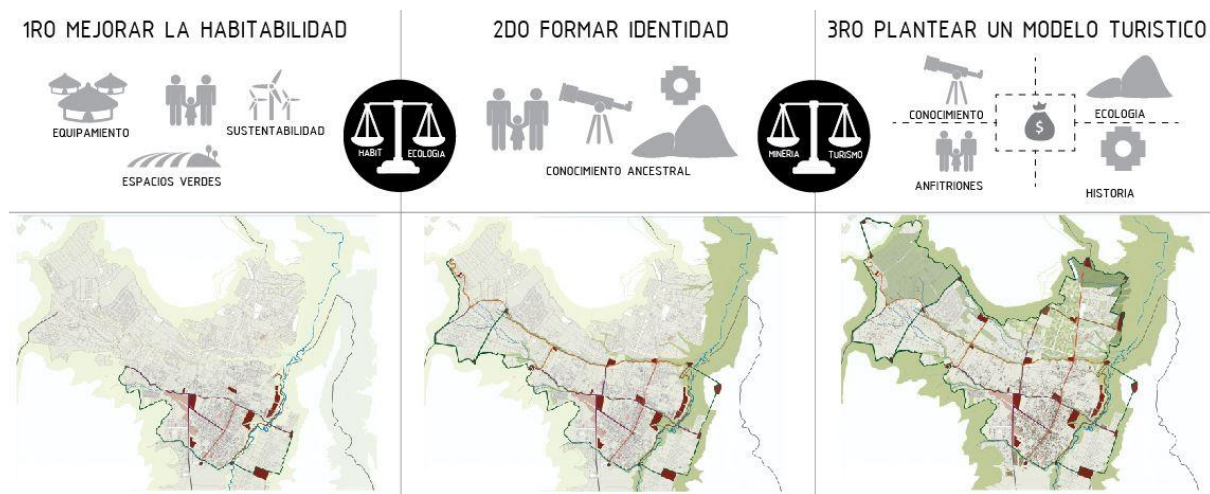 1RO MEJORAR LA HABITABILIDAD
EQUIPAMIENTO
SUSTENTABILIDAD
ESPACIOS VERDES
HABIT
ECOLOGIA
2DO FORMAR IDENTIDAD
CONOCIMIENTO ANCESTRAL
MINERIA
TURISMO
3RO PLANTEAR UN MODELO TURISTICO
CONOCIMIENTO
ECOLOGIA
$
ANFITRIONES
HISTORIA